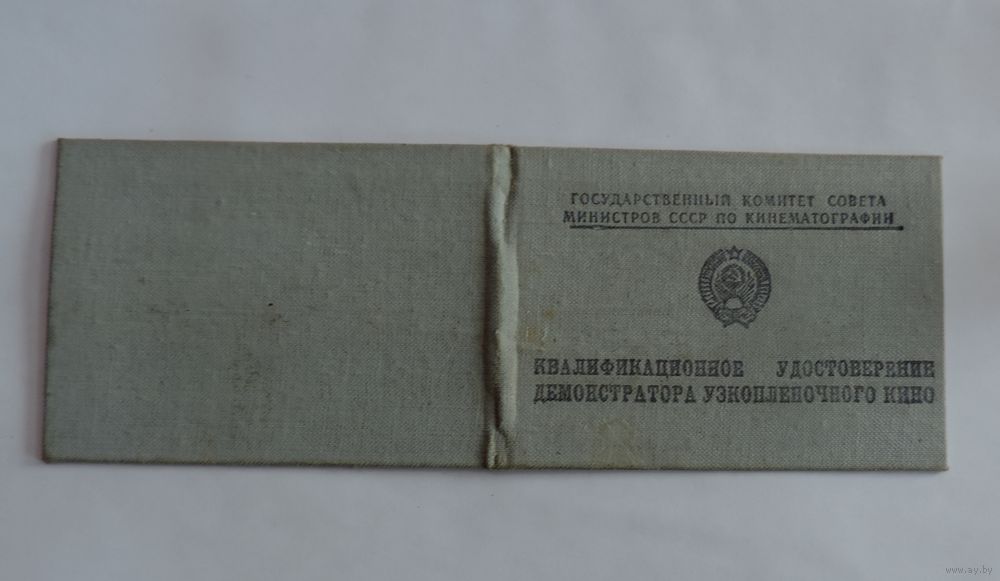 ГОСУДАРСТВЕННЫЙ КОМИТЕТ СОВЕТА
МИНИСТРОВ СССР ПО КИНЕМАТОГРАФИИ
КВАЛИФИКАЦИОННОЕ УДОСТОВЕРЕНИЕ
ДЕМОНСТРАТОРА УЗКОПЛЕНОЧНОГО КИНО
www.ay.by